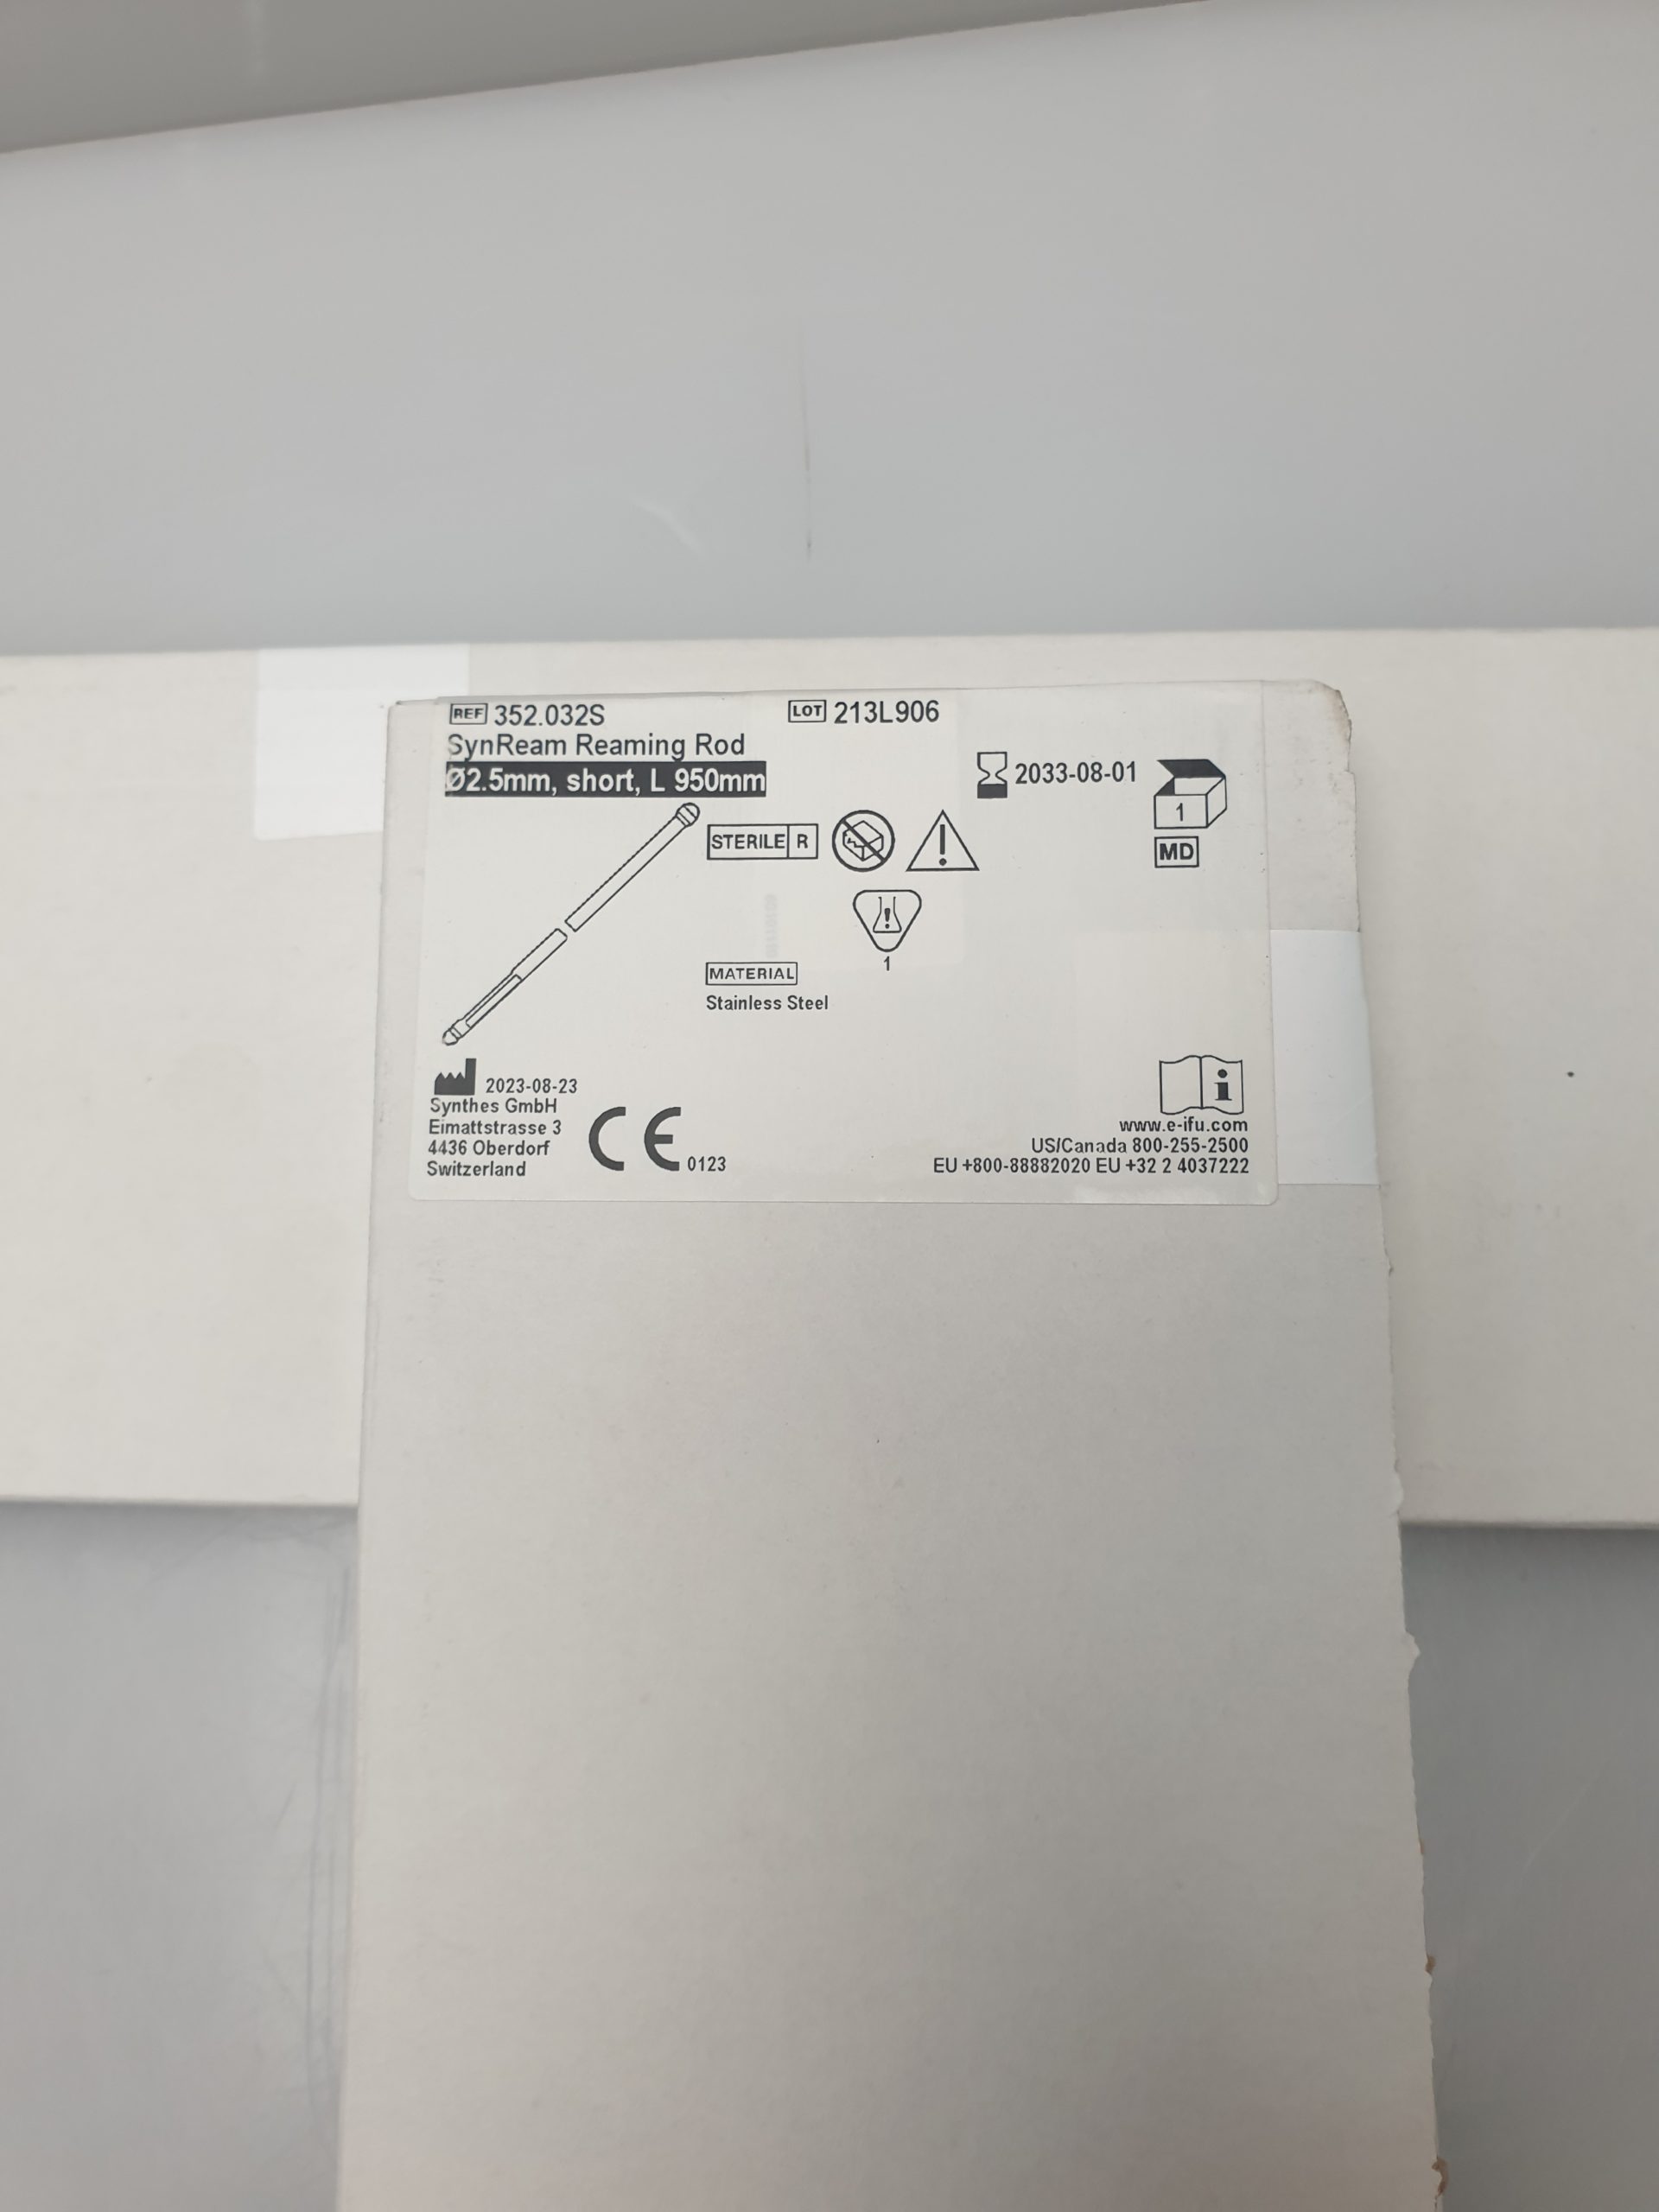 REF 352.032S
LOT 213L906
SynReam Reaming Rod
Ø2.5mm, short, L 950mm
2033-08-01
1
STERILE R
MD
!
!
1
MATERIAL
Stainless Steel
2023-08-23
Synthes GmbH
Eimattstrasse 3
4436 Oberdorf
Switzerland
CE 0123
i
www.e-ifu.com
US/Canada 800-255-2500
EU +800-88882020 EU +32 2 4037222